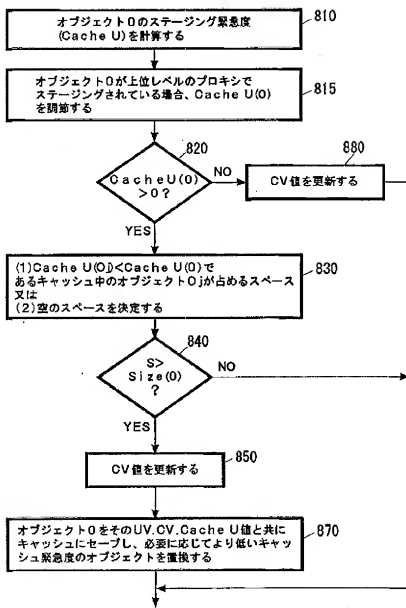 オブジェクトOのステージング緊急度
(Cache U)を計算する
810
オブジェクトOが上位レベルのプロキシで
ステージングされている場合、Cache U(O)
を調節する
815
820
CacheU(O)
>0?
NO
880
CV値を更新する
YES
(1)Cache U(Oj)<Cache U(O)で
あるキャッシュ中のオブジェクトOjが占めるスペース
又は
(2)空のスペースを決定する
830
840
S>
Size(O)
?
NO
YES
850
CV値を更新する
オブジェクトOをそのUV.CV.Cache U値と共に
キャッシュにセーブし、必要に応じてより低いキャッ
シュ緊急度のオブジェクトを置換する
870